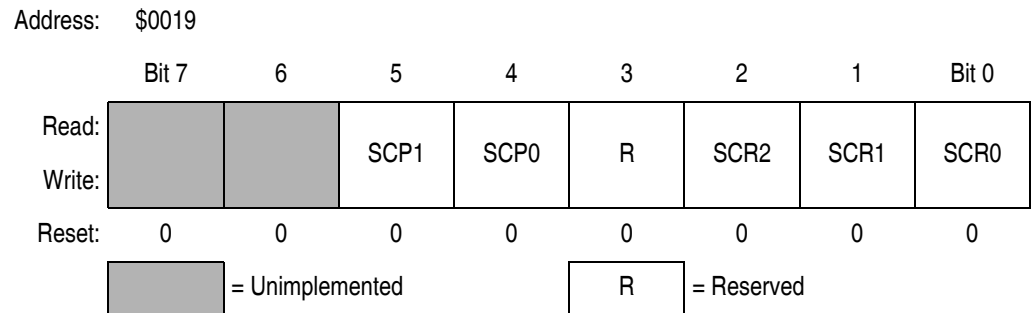 Address: $0019
Bit 7 6 5 4 3 2 1 Bit 0
Read:
SCP1 SCP0 R SCR2 SCR1 SCR0
Write:
Reset: 0 0 0 0 0 0 0 0
= Unimplemented R = Reserved